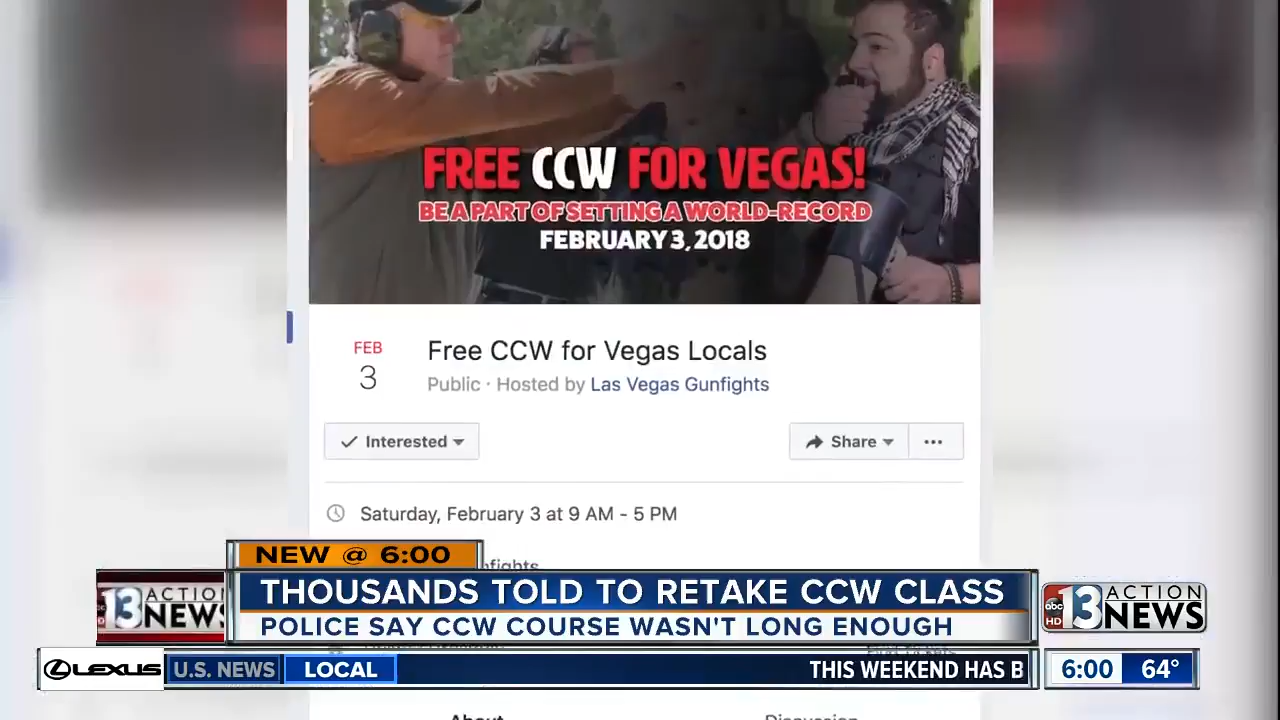 FREE CCW FOR VEGAS!
BE A PART OF SETTING A WORLD-RECORD
FEBRUARY 3, 2018
FEB
3
Free CCW for Vegas Locals
Public · Hosted by Las Vegas Gunfights
Interested
Share
Saturday, February 3 at 9 AM - 5 PM
NEW @ 6:00
THOUSANDS TOLD TO RETAKE CCW CLASS
POLICE SAY CCW COURSE WASN'T LONG ENOUGH
13 ACTION NEWS
abc HD 13 ACTION NEWS
LEXUS
U.S. NEWS
LOCAL
THIS WEEKEND HAS B
6:00
64°
About
Discussion